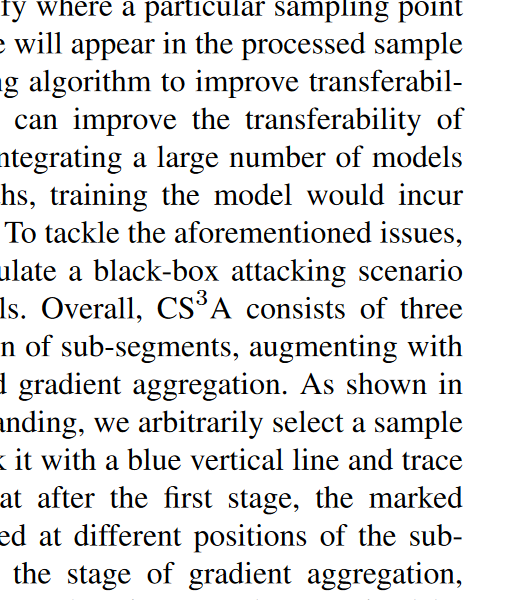 fy where a particular sampling point
e will appear in the processed sample
ng algorithm to improve transferabil-
can improve the transferability of
ntegrating a large number of models
hs, training the model would incur
To tackle the aforementioned issues,
ulate a black-box attacking scenario
ls. Overall, CS³A consists of three
n of sub-segments, augmenting with
d gradient aggregation. As shown in
anding, we arbitrarily select a sample
k it with a blue vertical line and trace
at after the first stage, the marked
ed at different positions of the sub-
the stage of gradient aggregation,